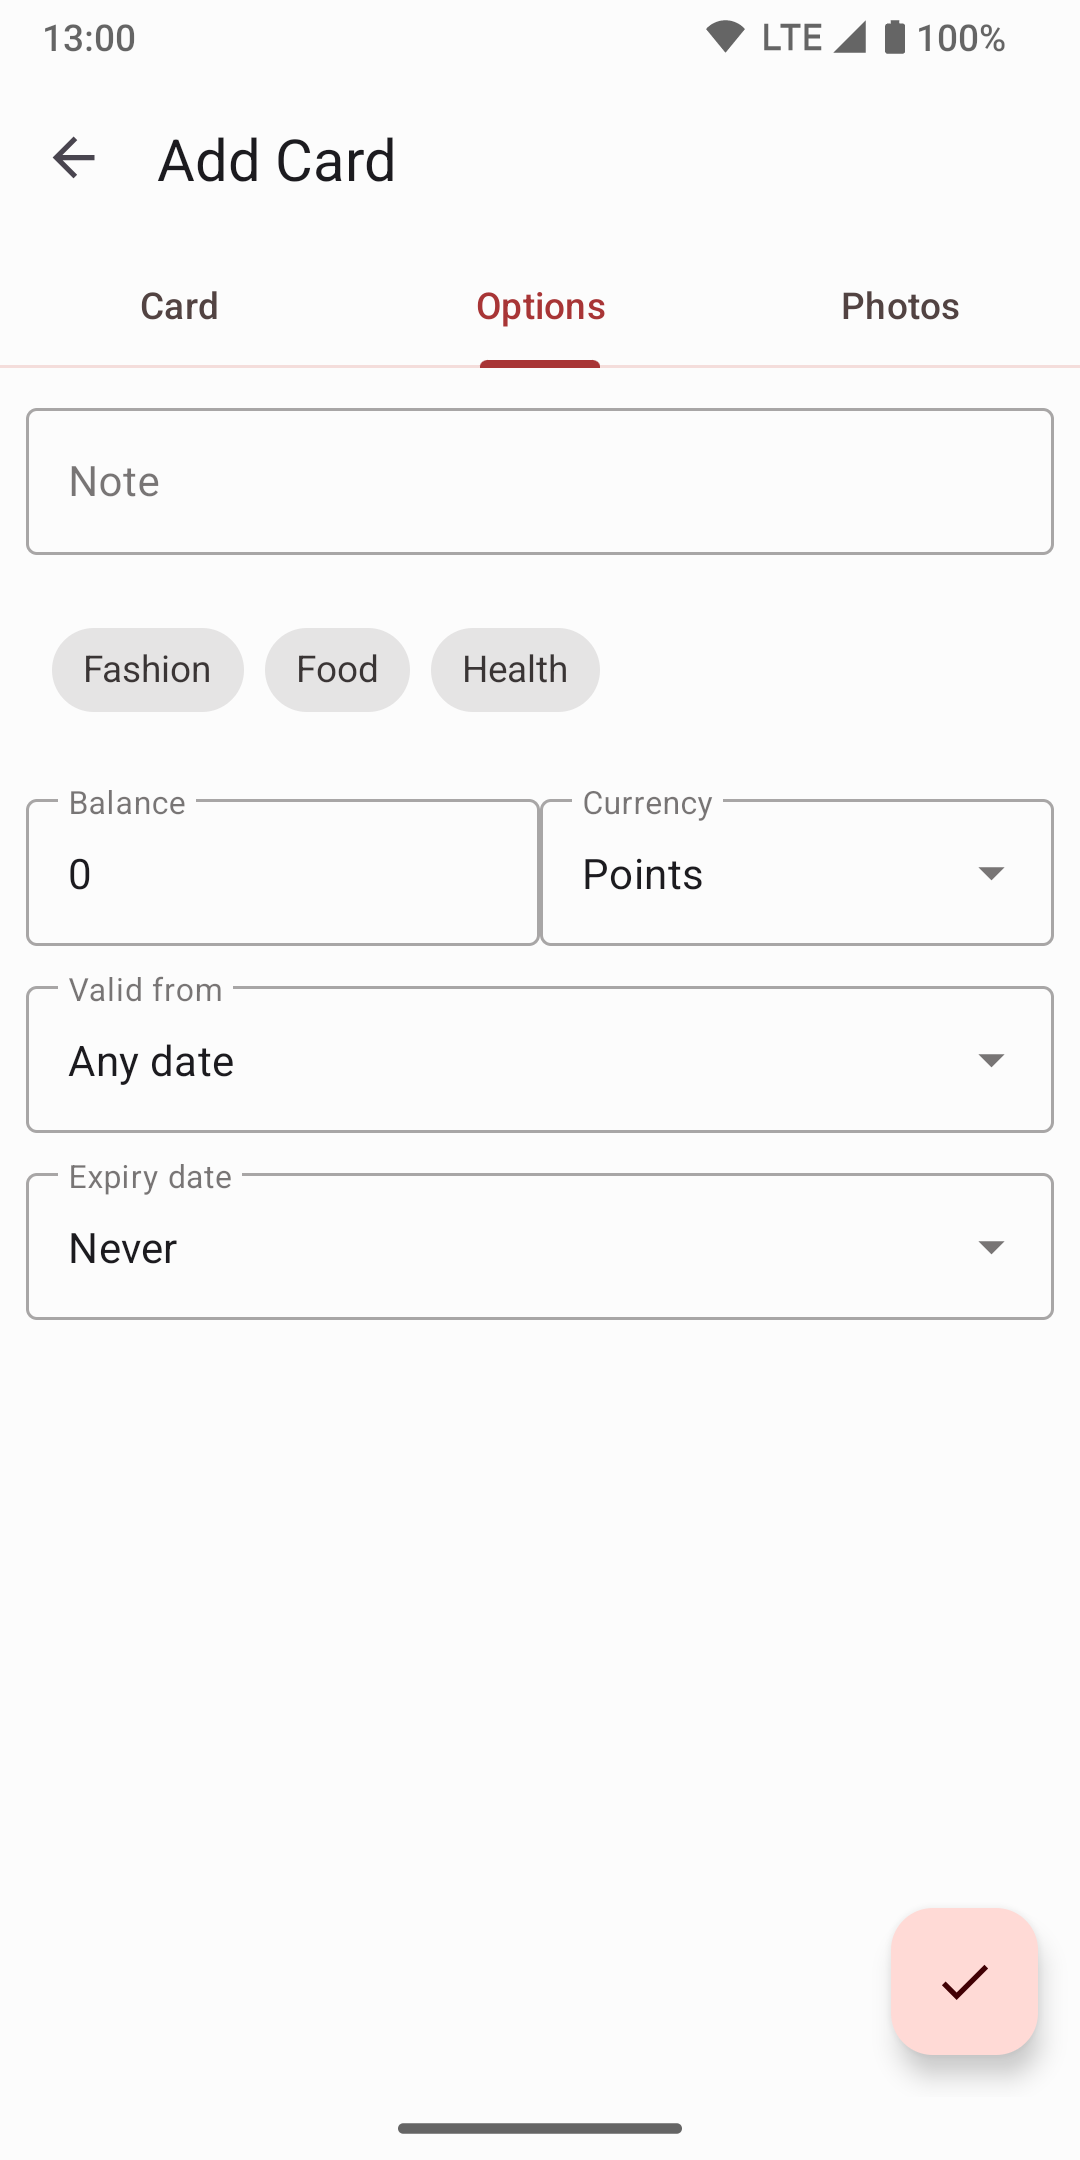 13:00 LTE 100%
Add Card
Card Options Photos
Note
Fashion Food Health
Balance Currency
0 Points
Valid from
Any date
Expiry date
Never